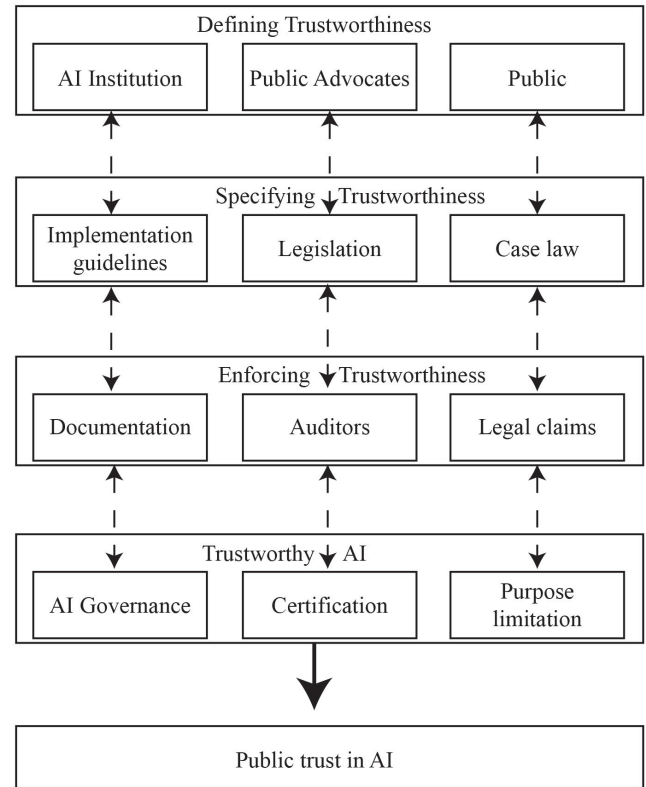 Defining Trustworthiness
AI Institution
Public Advocates
Public
Specifying Trustworthiness
Implementation
guidelines
Legislation
Case law
Enforcing Trustworthiness
Documentation
Auditors
Legal claims
Trustworthy AI
AI Governance
Certification
Purpose
limitation
Public trust in AI